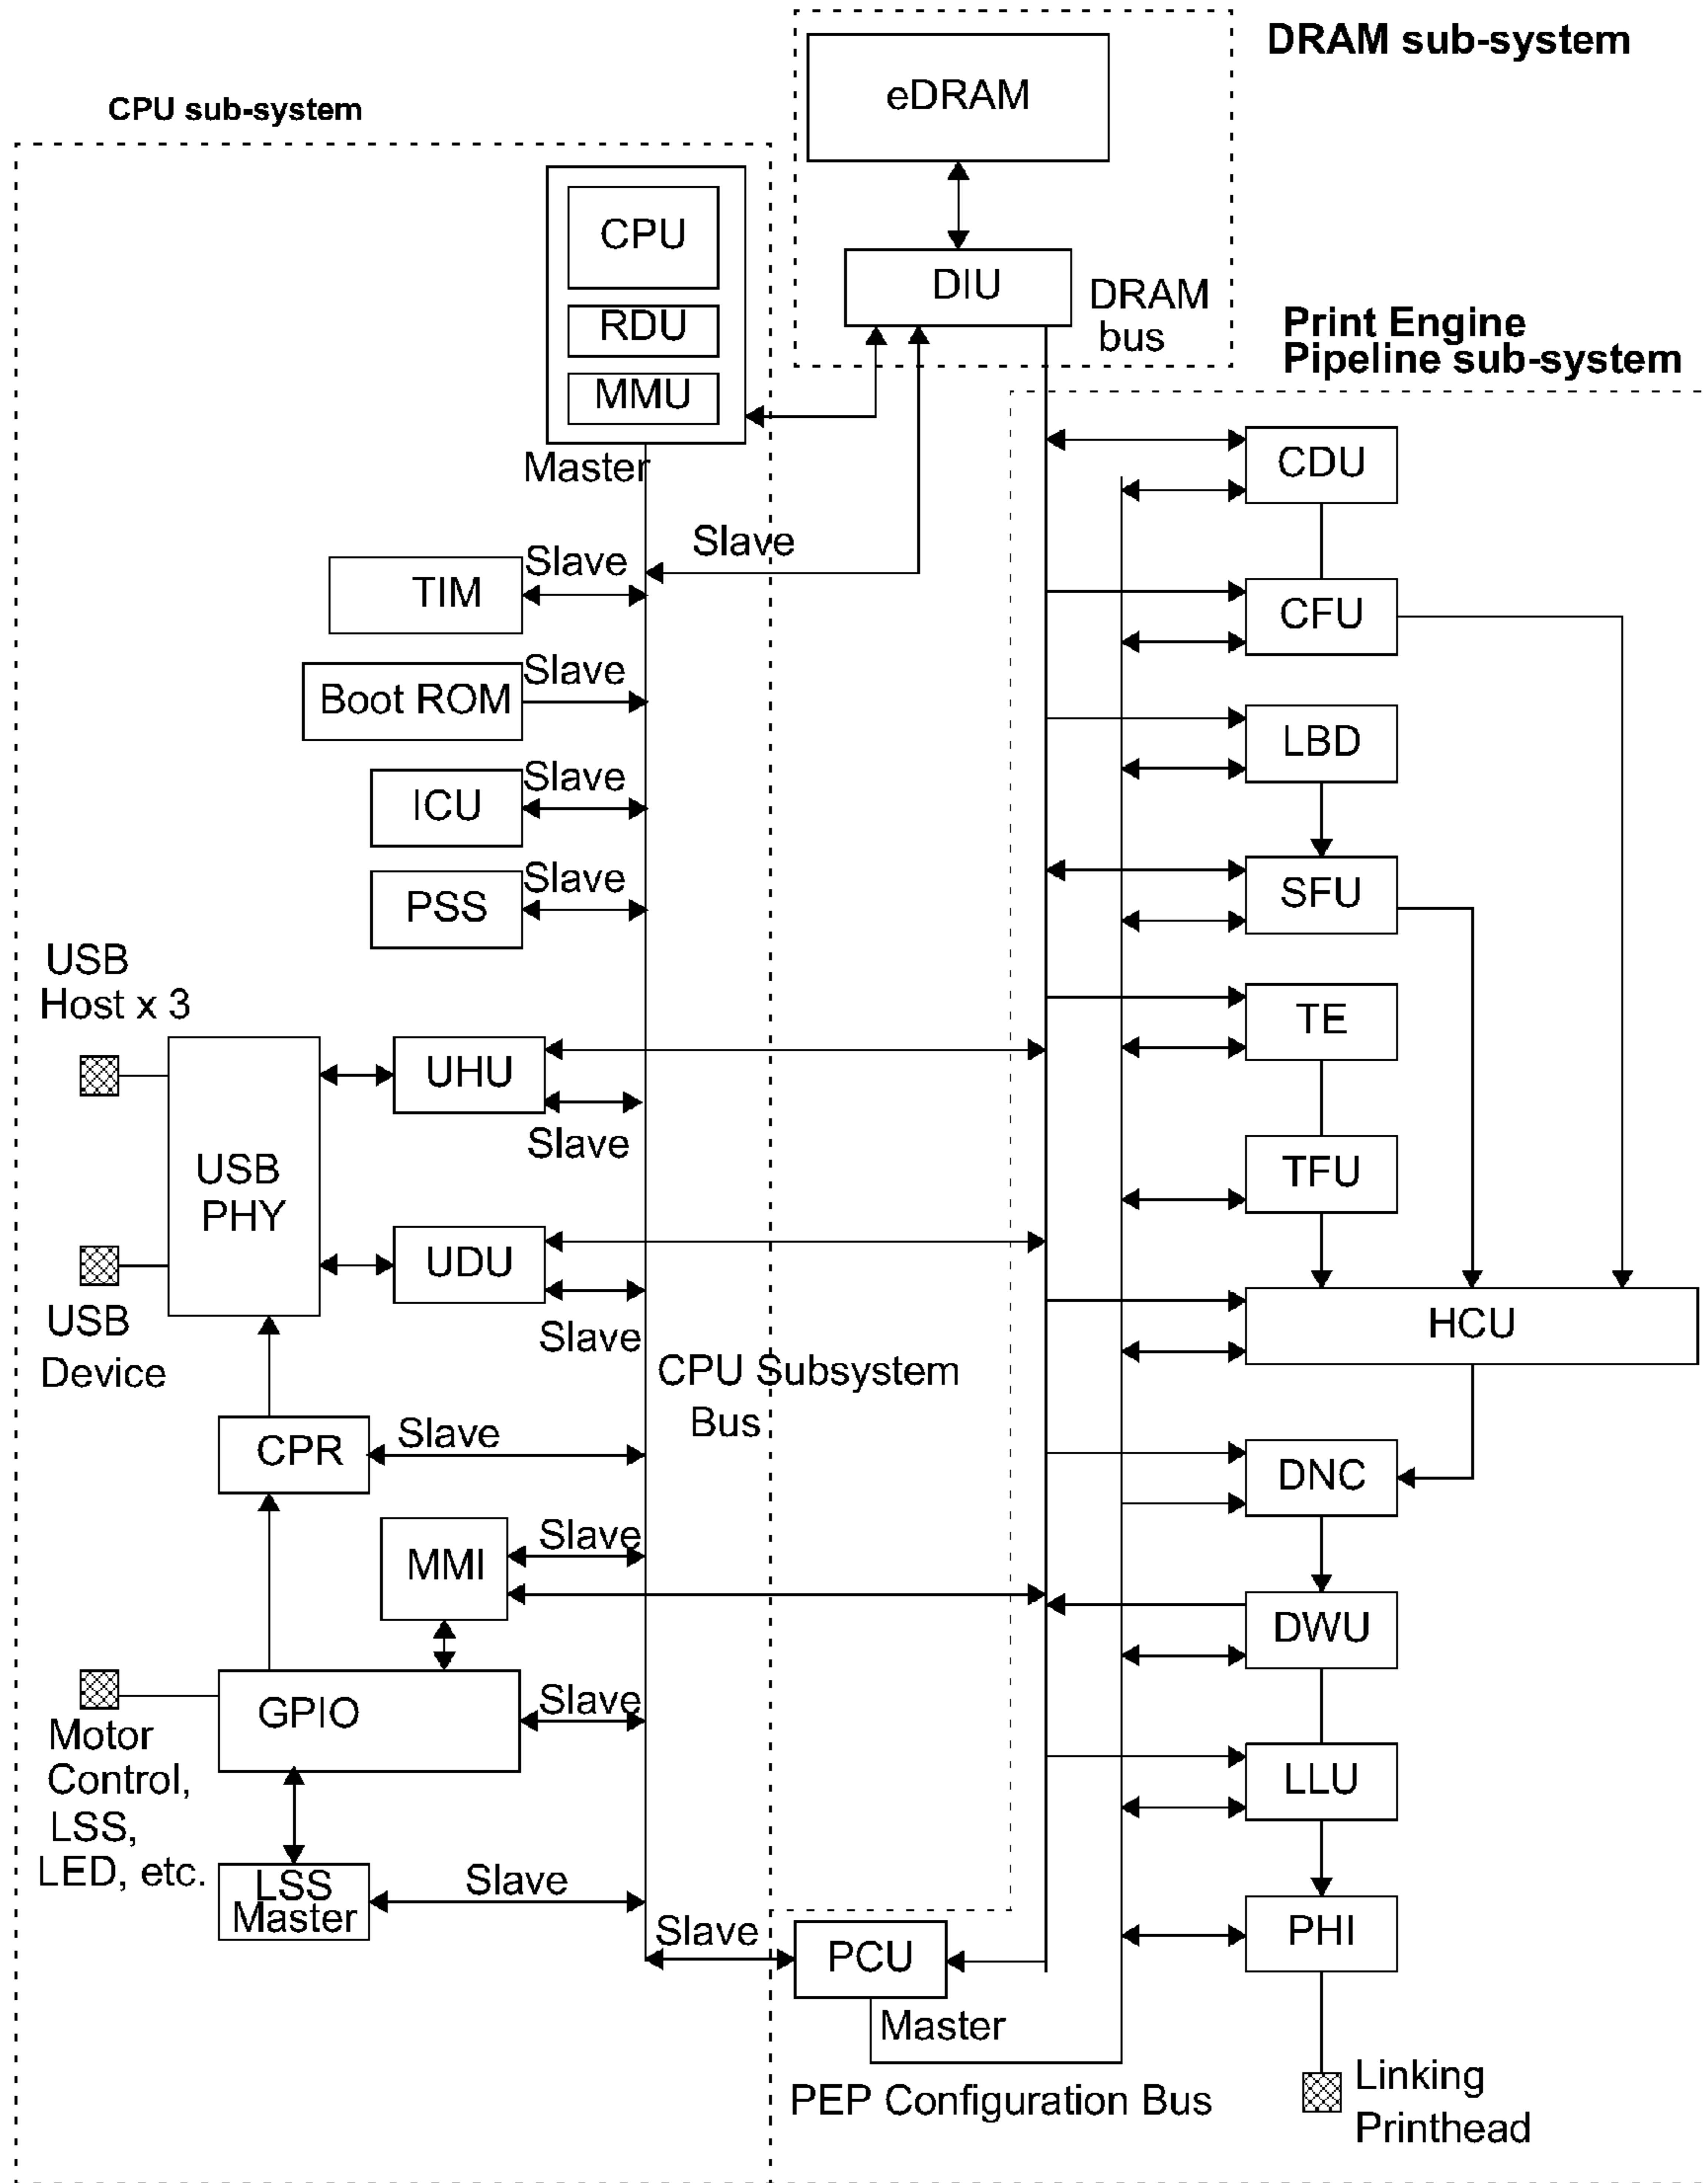 DRAM sub-system
eDRAM
CPU sub-system
CPU
DIU
DRAM
bus
RDU
Print Engine
Pipeline sub-system
MMU
Master
CDU
Slave
Slave
TIM
CFU
Slave
Boot ROM
LBD
Slave
ICU
Slave
PSS
SFU
USB
Host x 3
TE
UHU
Slave
USB
PHY
TFU
UDU
USB
Device
Slave
HCU
CPU Subsystem
Bus
CPR
Slave
DNC
Slave
MMI
DWU
Slave
GPIO
Motor
Control,
LSS,
LED, etc.
LLU
LSS
Master
Slave
Slave
PCU
PHI
Master
PEP Configuration Bus
Linking
Printhead